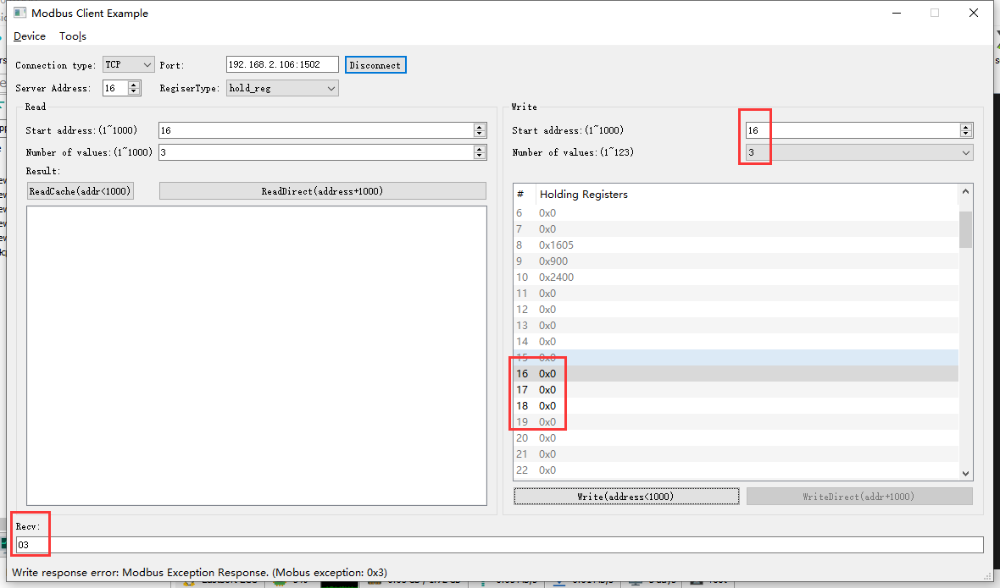 Modbus Client Example
Device Tools
Connection type: TCP Port: 192.168.2.106:1502 Disconnect
Server Address: 16 RegiserType: hold_reg
Read
Start address:(1~1000) 16
Number of values:(1~1000) 3
Result:
ReadCache(addr<1000) ReadDirect(address+1000)
Write
Start address:(1~1000) 16
Number of values:(1~123) 3
# Holding Registers
6 0x0
7 0x0
8 0x1605
9 0x900
10 0x2400
11 0x0
12 0x0
13 0x0
14 0x0
15 0x0
16 0x0
17 0x0
18 0x0
19 0x0
20 0x0
21 0x0
22 0x0
Write(address<1000) WriteDirect(addr+1000)
Recv:
03
Write response error: Modbus Exception Response. (Mobus exception: 0x3)